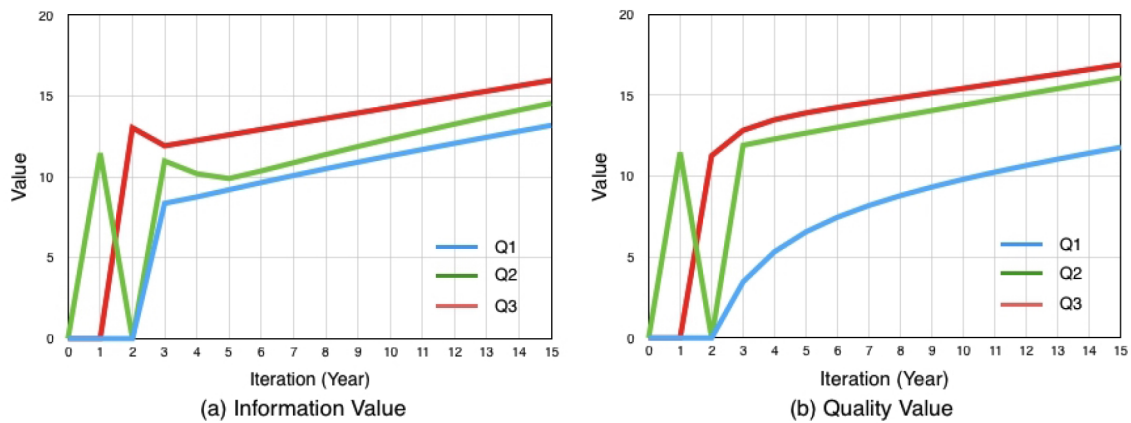 20
15
10
5
0
Value
0 1 2 3 4 5 6 7 8 9 10 11 12 13 14 15
Iteration (Year)
Q1
Q2
Q3
(a) Information Value
20
15
10
5
0
Value
0 1 2 3 4 5 6 7 8 9 10 11 12 13 14 15
Iteration (Year)
Q1
Q2
Q3
(b) Quality Value